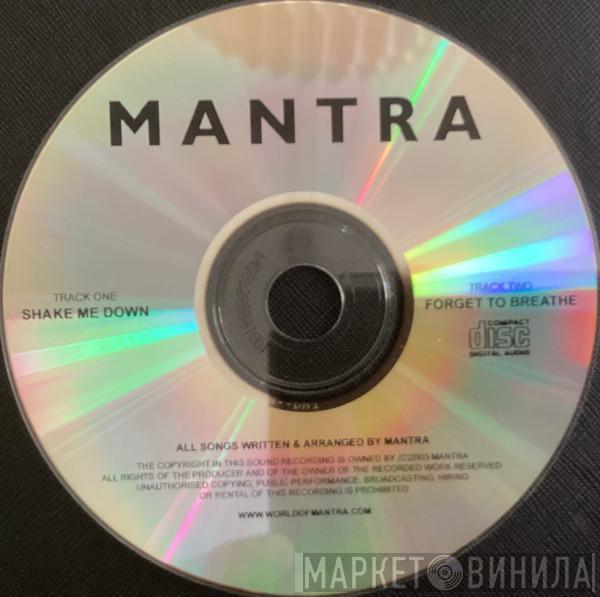 MANTRA
TRACK ONE
SHAKE ME DOWN
TRACK TWO
FORGET TO BREATHE
COMPACT
disc
DIGITAL AUDIO
ALL SONGS WRITTEN & ARRANGED BY MANTRA
THE COPYRIGHT IN THIS SOUND RECORDING IS OWNED BY (C)2003 MANTRA
ALL RIGHTS OF THE PRODUCER AND OF THE OWNER OF THE RECORDED WORK RESERVED
UNAUTHORISED COPYING, PUBLIC PERFORMANCE, BROADCASTING, HIRING
OR RENTAL OF THIS RECORDING IS PROHIBITED
WWW.WORLDOFMANTRA.COM
МАРКЕТ ВИНИЛА